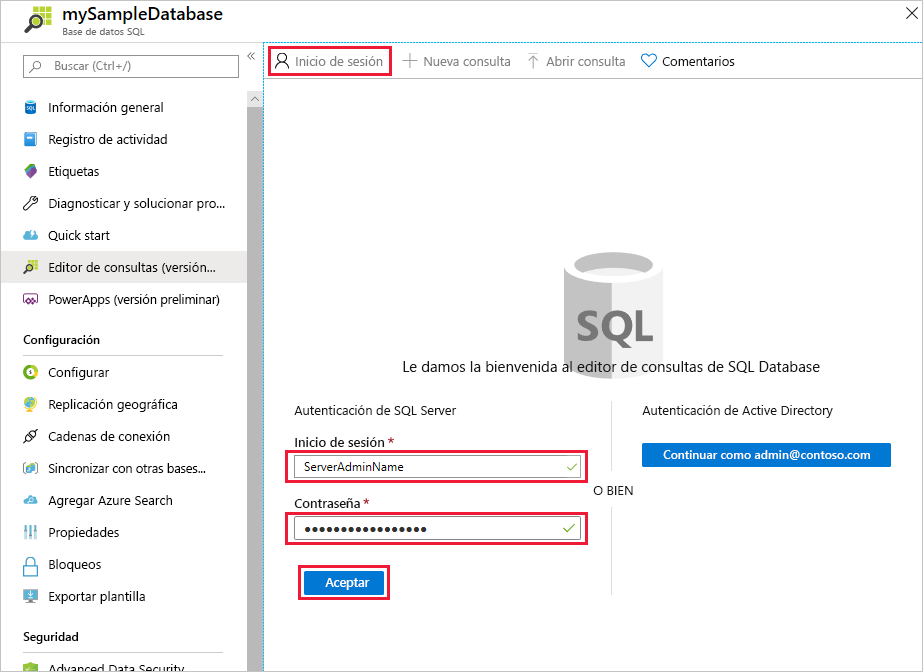 mySampleDatabase
Base de datos SQL
Buscar (Ctrl+/)
Información general
Registro de actividad
Etiquetas
Diagnosticar y solucionar pro...
Quick start
Editor de consultas (versión...
PowerApps (versión preliminar)
Configuración
Configurar
Replicación geográfica
Cadenas de conexión
Sincronizar con otras bases...
Agregar Azure Search
Propiedades
Bloqueos
Exportar plantilla
Seguridad
Advanced Data Security
Inicio de sesión Nueva consulta Abrir consulta Comentarios
SQL
Le damos la bienvenida al editor de consultas de SQL Database
Autenticación de SQL Server
Inicio de sesión *
ServerAdminName
Contraseña *
•••••••••••••••••
Aceptar
O BIEN
Autenticación de Active Directory
Continuar como admin@contoso.com